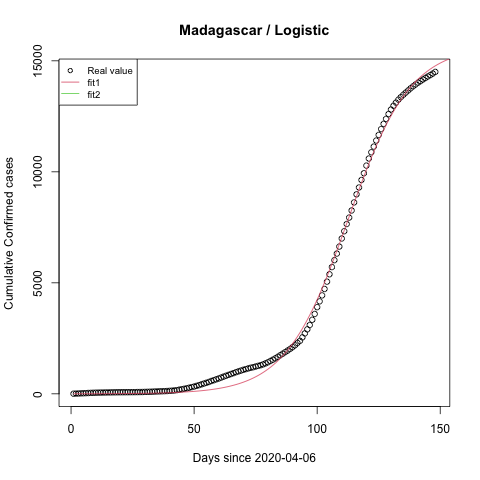 Madagascar / Logistic
Real value
fit1
fit2
Cumulative Confirmed cases
15000
10000
5000
0
0 50 100 150
Days since 2020-04-06